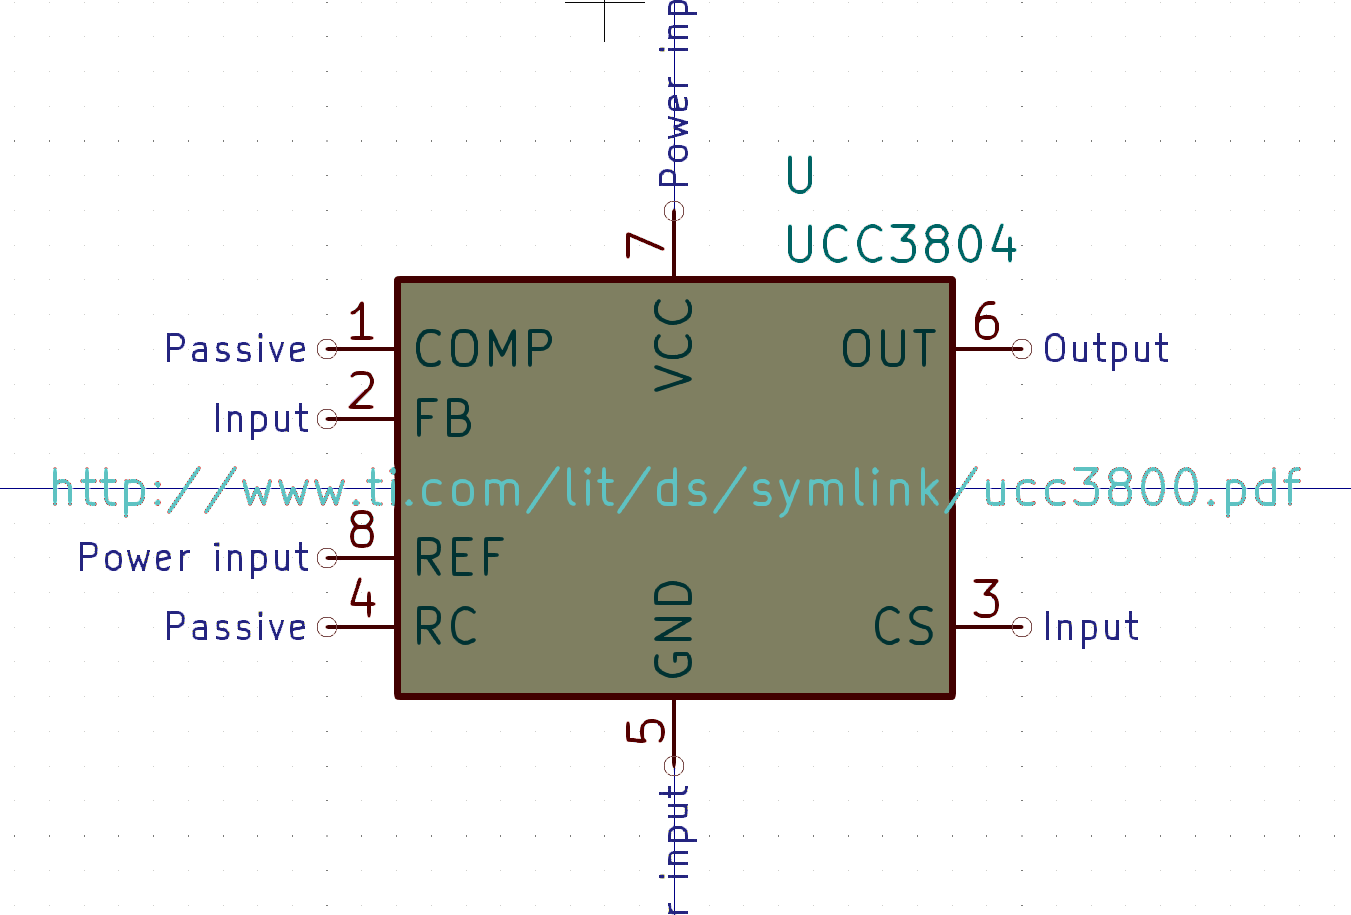 Power inp
U
7
UCC3804
1
6
Passive
COMP
VCC
OUT
Output
2
Input
FB
http://www.ti.com/lit/ds/symlink/ucc3800.pdf
8
Power input
REF
4
3
Passive
RC
GND
CS
Input
5
r input